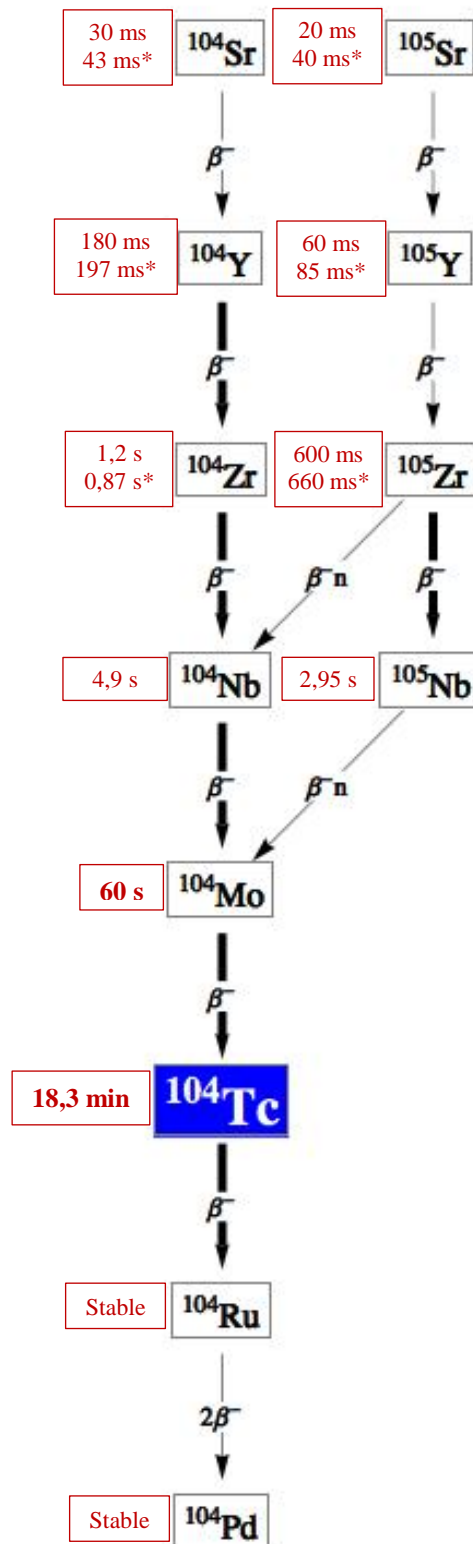 30 ms
43 ms*
¹⁰⁴Sr
20 ms
40 ms*
¹⁰⁵Sr
β⁻
β⁻
180 ms
197 ms*
¹⁰⁴Y
60 ms
85 ms*
¹⁰⁵Y
β⁻
β⁻
1,2 s
0,87 s*
¹⁰⁴Zr
600 ms
660 ms*
¹⁰⁵Zr
β⁻
β⁻n
β⁻
4,9 s
¹⁰⁴Nb
2,95 s
¹⁰⁵Nb
β⁻
β⁻n
60 s
¹⁰⁴Mo
β⁻
18,3 min
¹⁰⁴Tc
β⁻
Stable
¹⁰⁴Ru
2β⁻
Stable
¹⁰⁴Pd